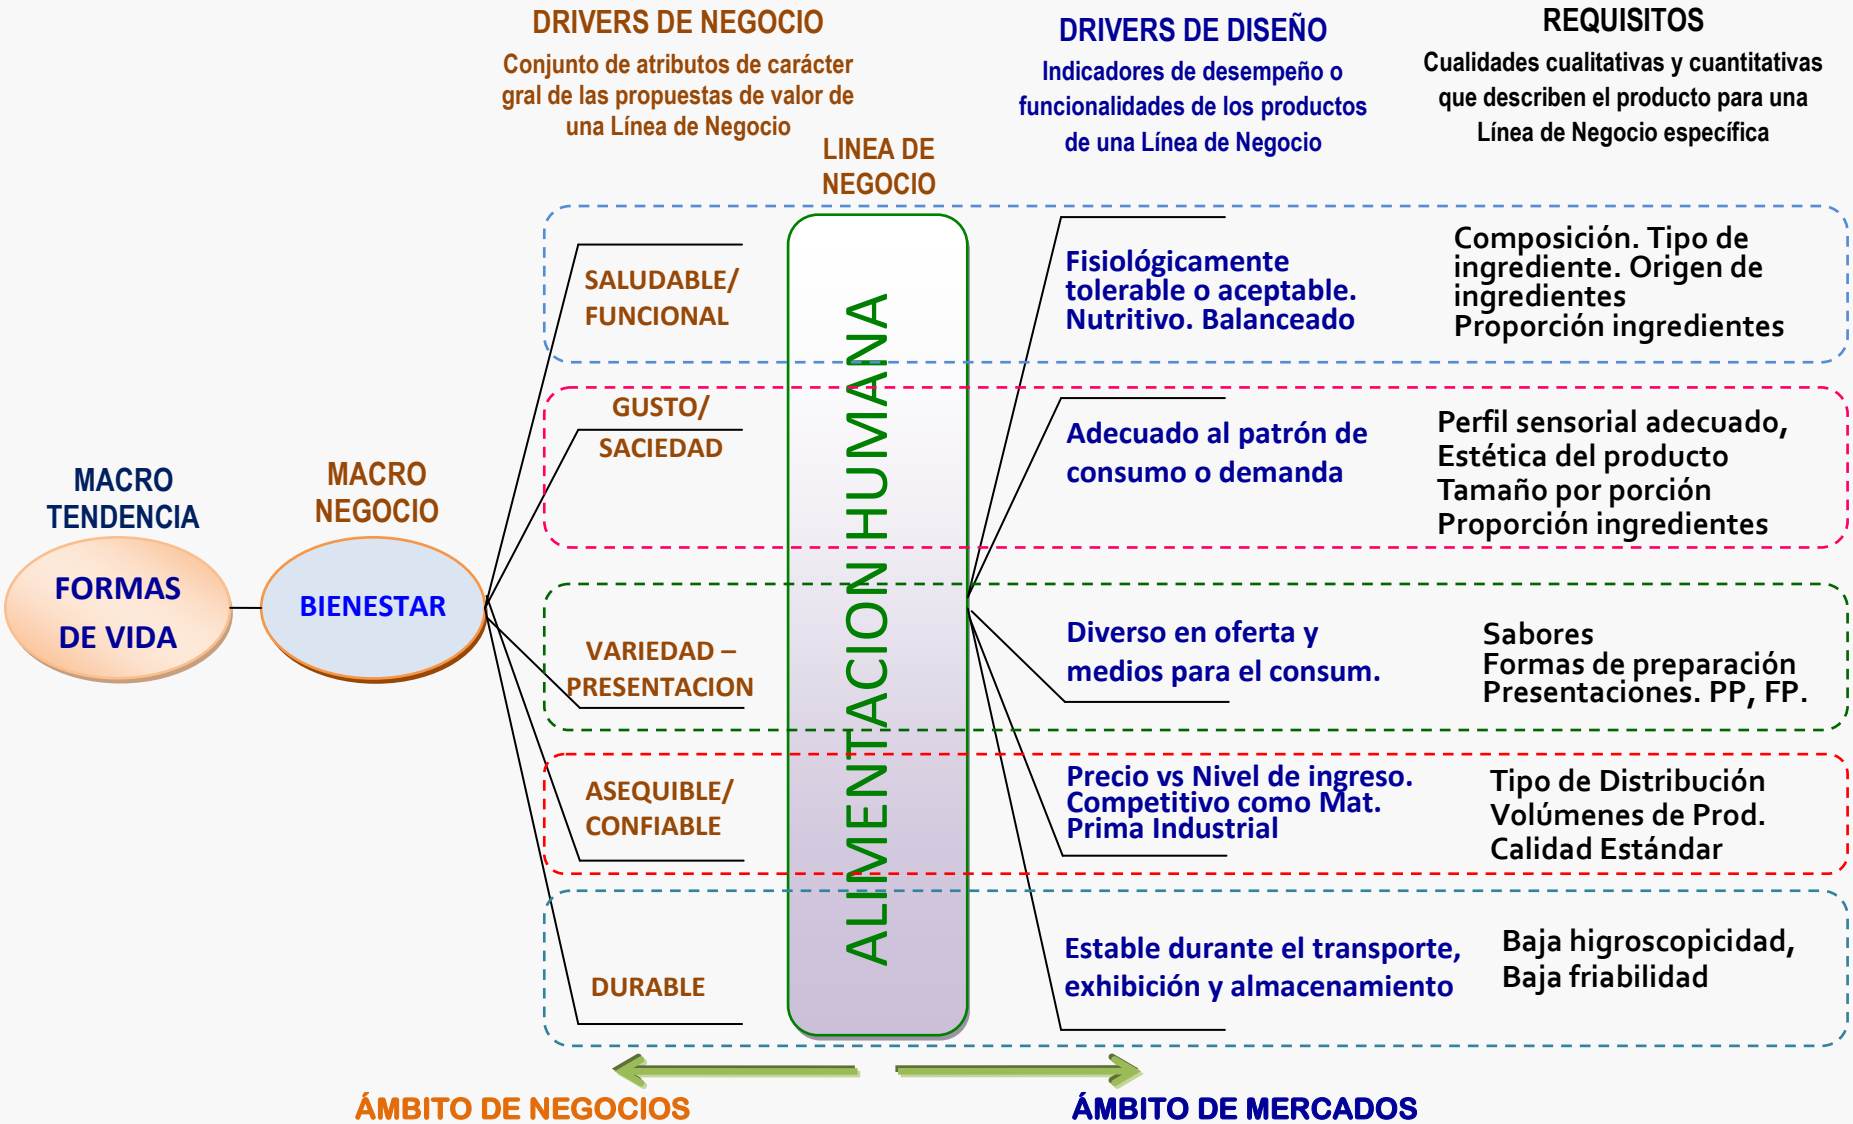 DRIVERS DE NEGOCIO
Conjunto de atributos de carácter
gral de las propuestas de valor de
una Línea de Negocio
DRIVERS DE DISEÑO
Indicadores de desempeño o
funcionalidades de los productos
de una Línea de Negocio
REQUISITOS
Cualidades cualitativas y cuantitativas
que describen el producto para una
Línea de Negocio específica
LINEA DE
NEGOCIO
MACRO
TENDENCIA
FORMAS
DE VIDA
MACRO
NEGOCIO
BIENESTAR
ALIMENTACION HUMANA
SALUDABLE/
FUNCIONAL
Fisiológicamente
tolerable o aceptable.
Nutritivo. Balanceado
Composición. Tipo de
ingrediente. Origen de
ingredientes
Proporción ingredientes
GUSTO/
SACIEDAD
Adecuado al patrón de
consumo o demanda
Perfil sensorial adecuado,
Estética del producto
Tamaño por porción
Proporción ingredientes
VARIEDAD –
PRESENTACION
Diverso en oferta y
medios para el consum.
Sabores
Formas de preparación
Presentaciones. PP, FP.
ASEQUIBLE/
CONFIABLE
Precio vs Nivel de ingreso.
Competitivo como Mat.
Prima Industrial
Tipo de Distribución
Volúmenes de Prod.
Calidad Estándar
DURABLE
Estable durante el transporte,
exhibición y almacenamiento
Baja higroscopicidad,
Baja friabilidad
ÁMBITO DE NEGOCIOS
ÁMBITO DE MERCADOS